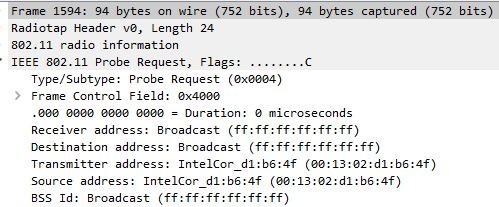 Frame 1594: 94 bytes on wire (752 bits), 94 bytes captured (752 bits)
Radiotap Header v0, Length 24
802.11 radio information
IEEE 802.11 Probe Request, Flags: ........C
Type/Subtype: Probe Request (0x0004)
Frame Control Field: 0x4000
.000 0000 0000 0000 = Duration: 0 microseconds
Receiver address: Broadcast (ff:ff:ff:ff:ff:ff)
Destination address: Broadcast (ff:ff:ff:ff:ff:ff)
Transmitter address: IntelCor_d1:b6:4f (00:13:02:d1:b6:4f)
Source address: IntelCor_d1:b6:4f (00:13:02:d1:b6:4f)
BSS Id: Broadcast (ff:ff:ff:ff:ff:ff)